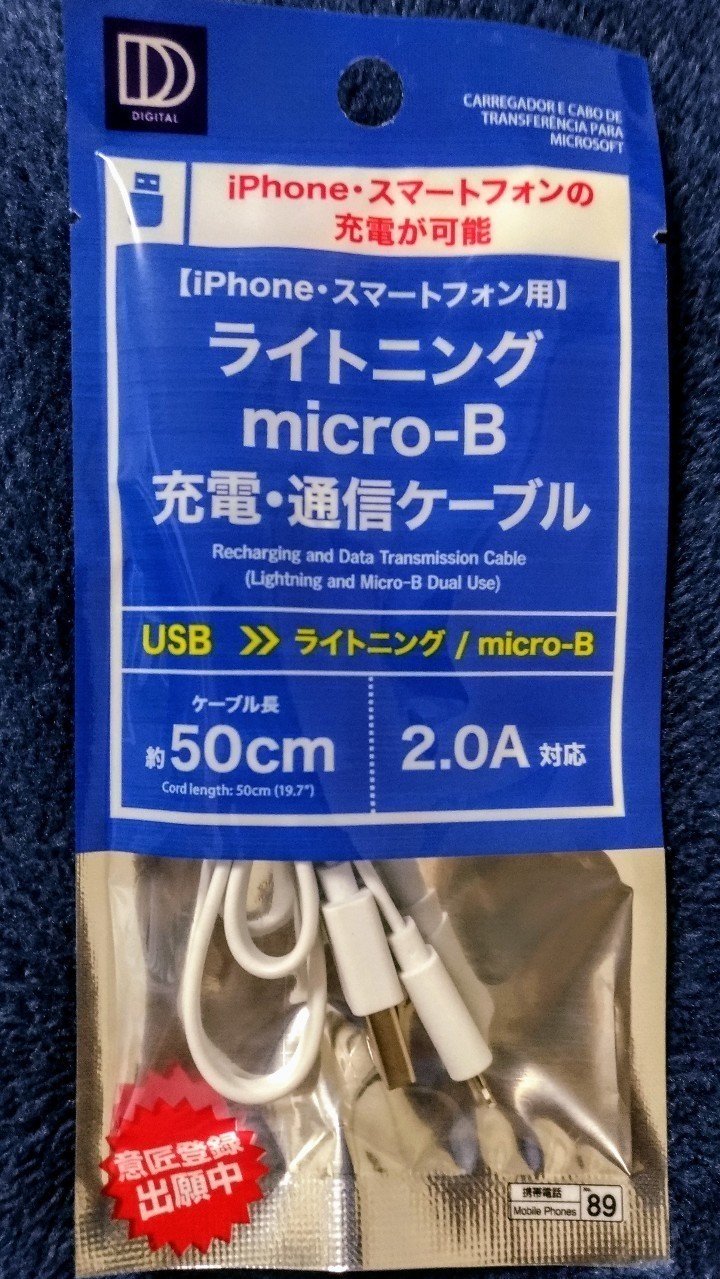 DIGITAL
CARREGADOR E CABO DE
TRANSFERÊNCIA PARA
MICROSOFT
iPhone・スマートフォンの
充電が可能
【iPhone・スマートフォン用】
ライトニング
micro-B
充電・通信ケーブル
Recharging and Data Transmission Cable
(Lightning and Micro-B Dual Use)
USB >> ライトニング / micro-B
ケーブル長
約50cm
Cord length: 50cm (19.7")
2.0A 対応
意匠登録
出願中
携帯電話
Mobile Phones
No.
89